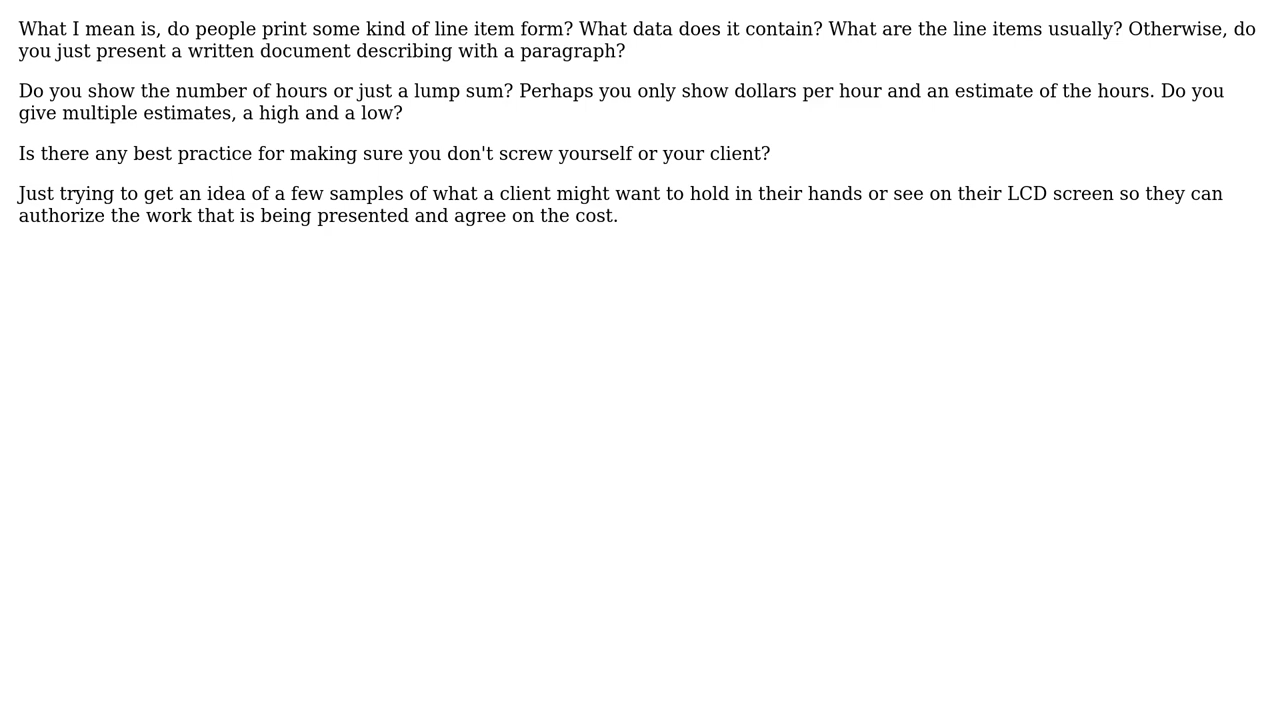 What I mean is, do people print some kind of line item form? What data does it contain? What are the line items usually? Otherwise, do
you just present a written document describing with a paragraph?
Do you show the number of hours or just a lump sum? Perhaps you only show dollars per hour and an estimate of the hours. Do you
give multiple estimates, a high and a low?
Is there any best practice for making sure you don't screw yourself or your client?
Just trying to get an idea of a few samples of what a client might want to hold in their hands or see on their LCD screen so they can
authorize the work that is being presented and agree on the cost.